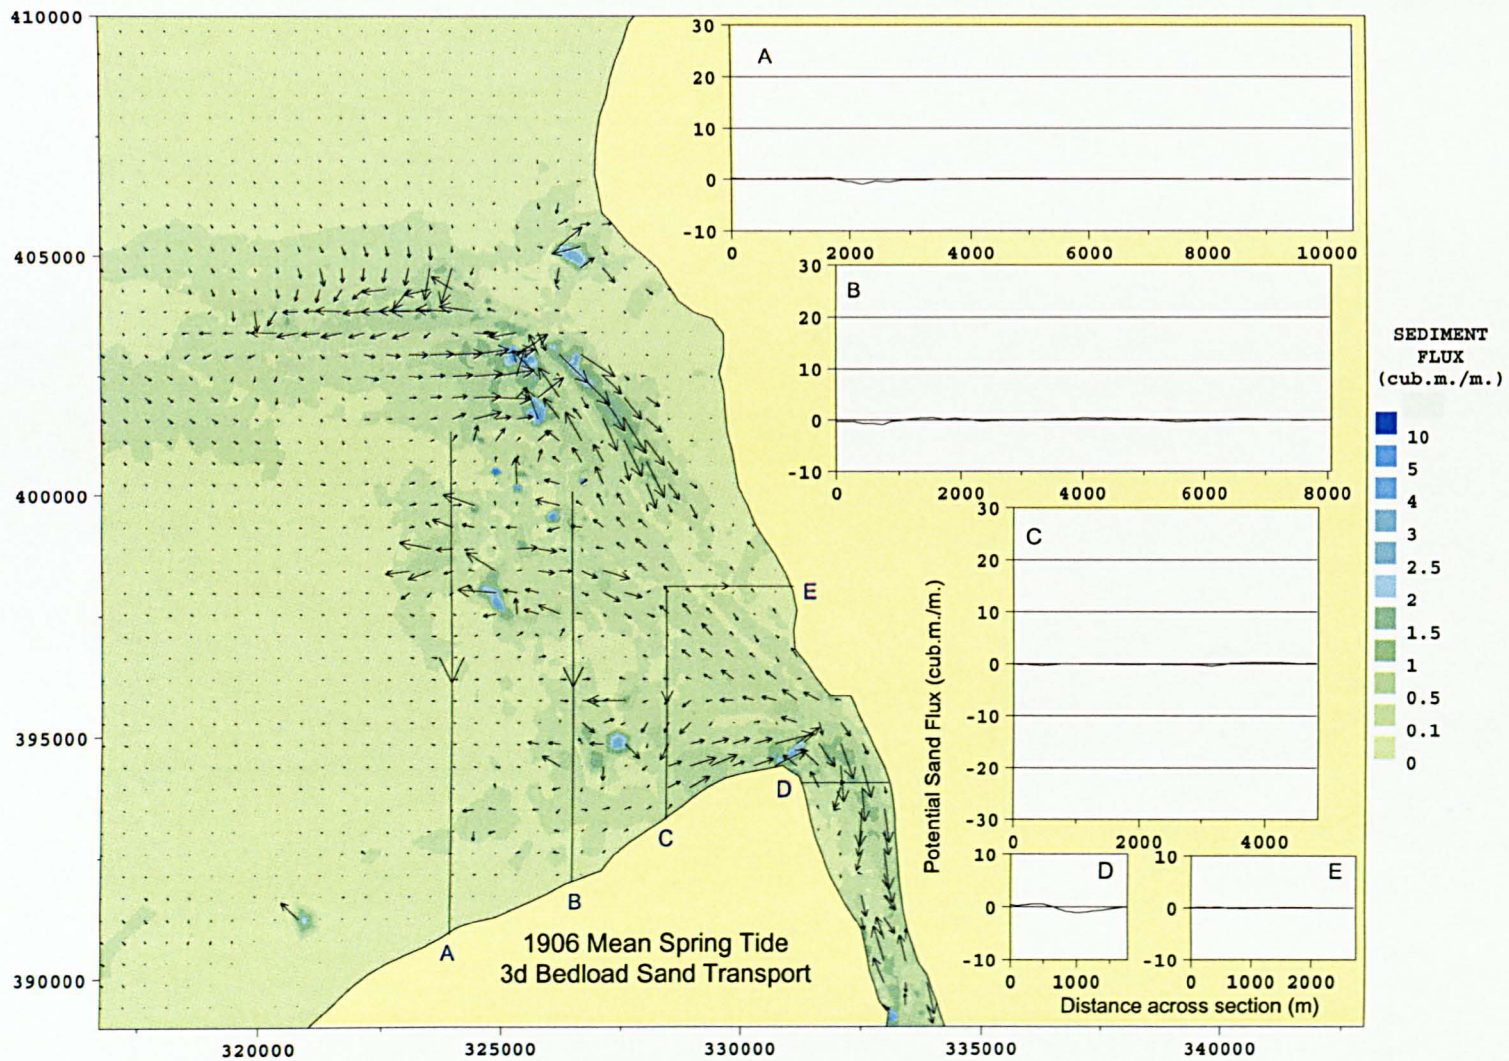 410000
405000
400000
395000
390000
320000
325000
330000
335000
340000
A
B
C
D
E
1906 Mean Spring Tide
3d Bedload Sand Transport
A
30
20
10
0
-10
0 2000 4000 6000 8000 10000
B
30
20
10
0
-10
0 2000 4000 6000 8000
C
30
20
10
0
-10
-20
-30
0 2000 4000
D
10
0
-10
0 1000
E
10
0
-10
0 1000 2000
Potential Sand Flux (cub.m./m.)
Distance across section (m)
SEDIMENT
FLUX
(cub.m./m.)
10
5
4
3
2.5
2
1.5
1
0.5
0.1
0